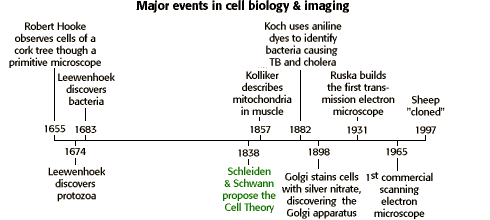 Major events in cell biology & imaging
Robert Hooke
observes cells of a
cork tree though a
primitive microscope
Leewenhoek
discovers
bacteria
Kolliker
describes
mitochondria
in muscle
Koch uses aniline
dyes to identify
bacteria causing
TB and cholera
Ruska builds
the first trans-
mission electron
microscope
Sheep
"cloned"
1655
1683
1857
1882
1931
1997
1674
1838
1898
1965
Leewenhoek
discovers
protozoa
Schleiden
& Schwann
propose the
Cell Theory
Golgi stains cells
with silver nitrate,
discovering the
Golgi apparatus
1st commercial
scanning
electron
microscope